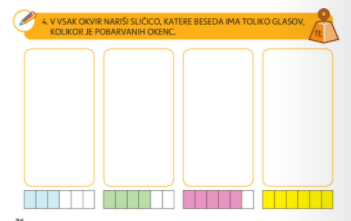 4. V VSAK OKVIR NARIŠI SLIČICO, KATERE BESEDA IMA TOLIKO GLASOV,
KOLIKOR JE POBARVANIH OKENC.